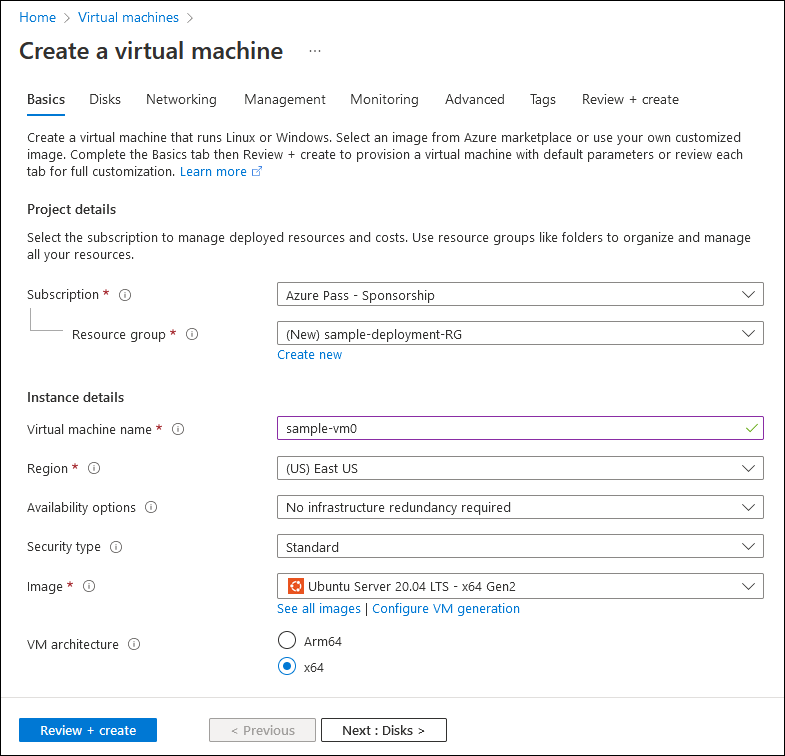 Home > Virtual machines >
Create a virtual machine ...
Basics Disks Networking Management Monitoring Advanced Tags Review + create
Create a virtual machine that runs Linux or Windows. Select an image from Azure marketplace or use your own customized
image. Complete the Basics tab then Review + create to provision a virtual machine with default parameters or review each
tab for full customization. Learn more
Project details
Select the subscription to manage deployed resources and costs. Use resource groups like folders to organize and manage
all your resources.
Subscription * Azure Pass - Sponsorship
Resource group * (New) sample-deployment-RG
Create new
Instance details
Virtual machine name * sample-vm0
Region * (US) East US
Availability options No infrastructure redundancy required
Security type Standard
Image * Ubuntu Server 20.04 LTS - x64 Gen2
See all images | Configure VM generation
VM architecture Arm64
x64
Review + create < Previous Next : Disks >